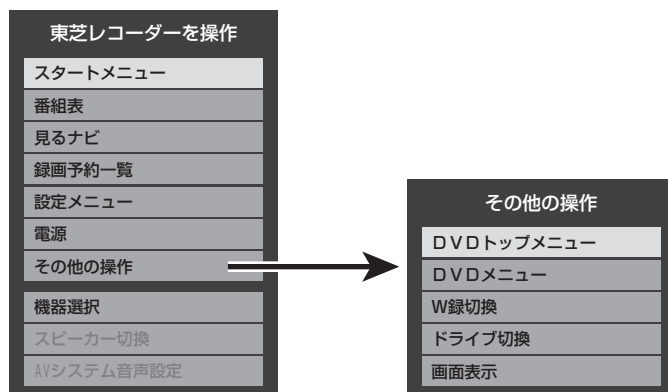 東芝レコーダーを操作
スタートメニュー
番組表
見るナビ
録画予約一覧
設定メニュー
電源
その他の操作
機器選択
スピーカー切換
AVシステム音声設定
その他の操作
ＤＶＤトップメニュー
ＤＶＤメニュー
W録切換
ドライブ切換
画面表示